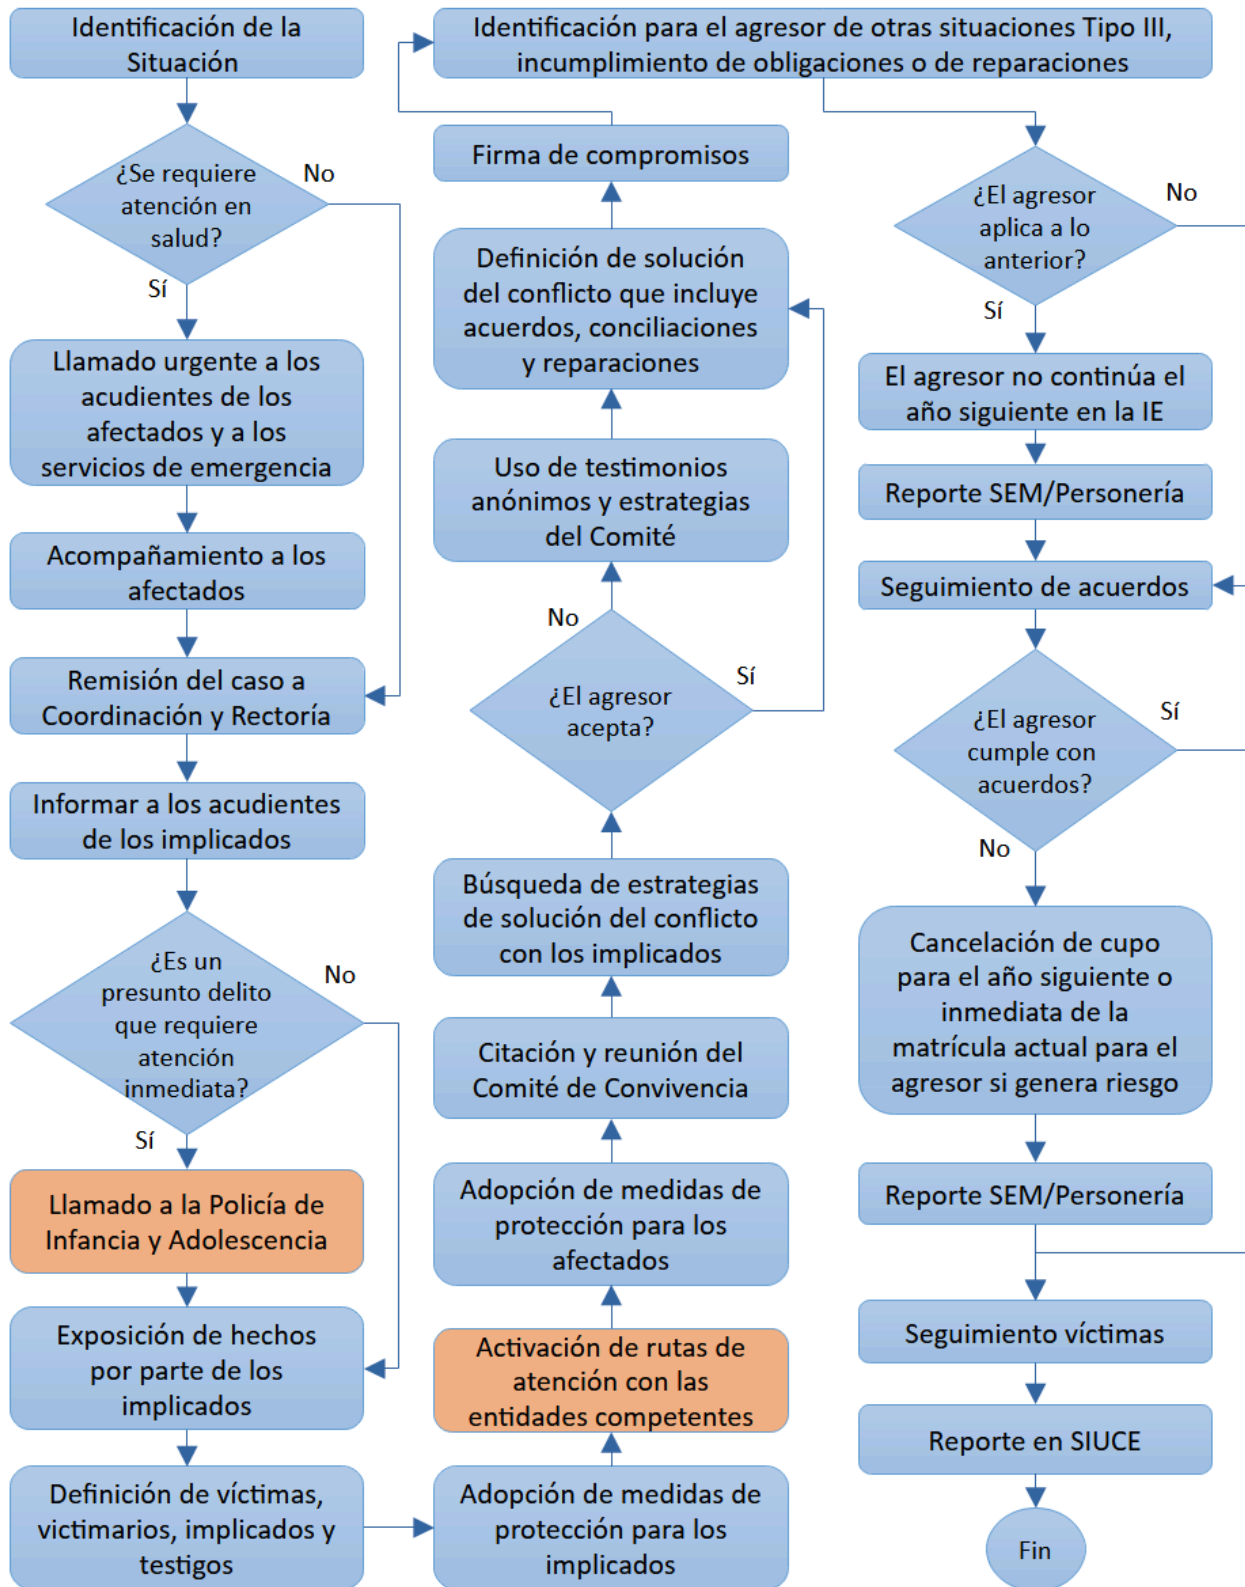 Identificación de la
Situación
¿Se requiere
atención en
salud?
No
Sí
Llamado urgente a los
acudientes de los
afectados y a los
servicios de emergencia
Acompañamiento a los
afectados
Remisión del caso a
Coordinación y Rectoría
Informar a los acudientes
de los implicados
¿Es un
presunto delito
que requiere
atención
inmediata?
No
Sí
Llamado a la Policía de
Infancia y Adolescencia
Exposición de hechos
por parte de los
implicados
Definición de víctimas,
victimarios, implicados y
testigos
Adopción de medidas de
protección para los
implicados
Activación de rutas de
atención con las
entidades competentes
Adopción de medidas de
protección para los
afectados
Citación y reunión del
Comité de Convivencia
Búsqueda de estrategias
de solución del conflicto
con los implicados
¿El agresor
acepta?
No
Sí
Uso de testimonios
anónimos y estrategias
del Comité
Definición de solución
del conflicto que incluye
acuerdos, conciliaciones
y reparaciones
Firma de compromisos
Identificación para el agresor de otras situaciones Tipo III,
incumplimiento de obligaciones o de reparaciones
¿El agresor
aplica a lo
anterior?
No
Sí
El agresor no continúa el
año siguiente en la IE
Reporte SEM/Personería
Seguimiento de acuerdos
¿El agresor
cumple con
acuerdos?
Sí
No
Cancelación de cupo
para el año siguiente o
inmediata de la
matrícula actual para el
agresor si genera riesgo
Reporte SEM/Personería
Seguimiento víctimas
Reporte en SIUCE
Fin